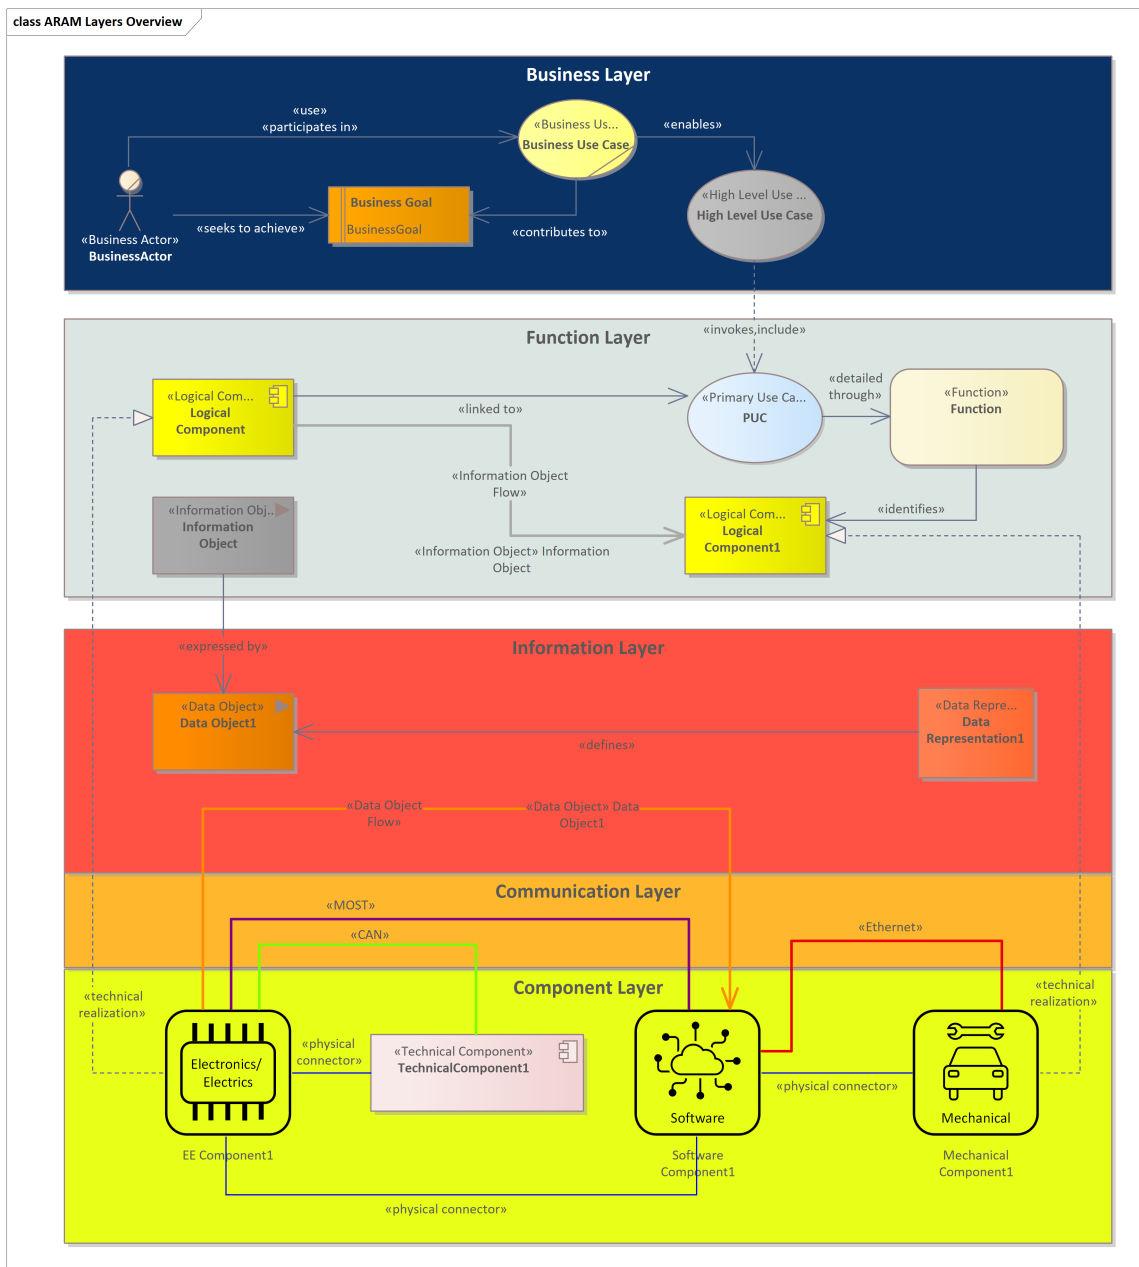 class ARAM Layers Overview
Business Layer
«use»
«participates in»
«Business Us...
Business Use Case
«enables»
«High Level Use ...
High Level Use Case
Business Goal
BusinessGoal
«seeks to achieve»
«contributes to»
«Business Actor»
BusinessActor
«invokes,include»
Function Layer
«Logical Com...
Logical
Component
«linked to»
«Primary Use Ca...
PUC
«detailed
through»
«Function»
Function
«Information Object
Flow»
«Information Obj...
Information
Object
«Logical Com...
Logical
Component1
«identifies»
«Information Object» Information
Object
Information Layer
«expressed by»
«Data Object»
Data Object1
«defines»
«Data Repre...
Data
Representation1
«Data Object
Flow»
«Data Object» Data
Object1
Communication Layer
«MOST»
«CAN»
«Ethernet»
Component Layer
«technical
realization»
«technical
realization»
Electronics/
Electrics
«physical
connector»
«Technical Component»
TechnicalComponent1
Software
«physical connector»
Mechanical
EE Component1
Software
Component1
Mechanical
Component1
«physical connector»